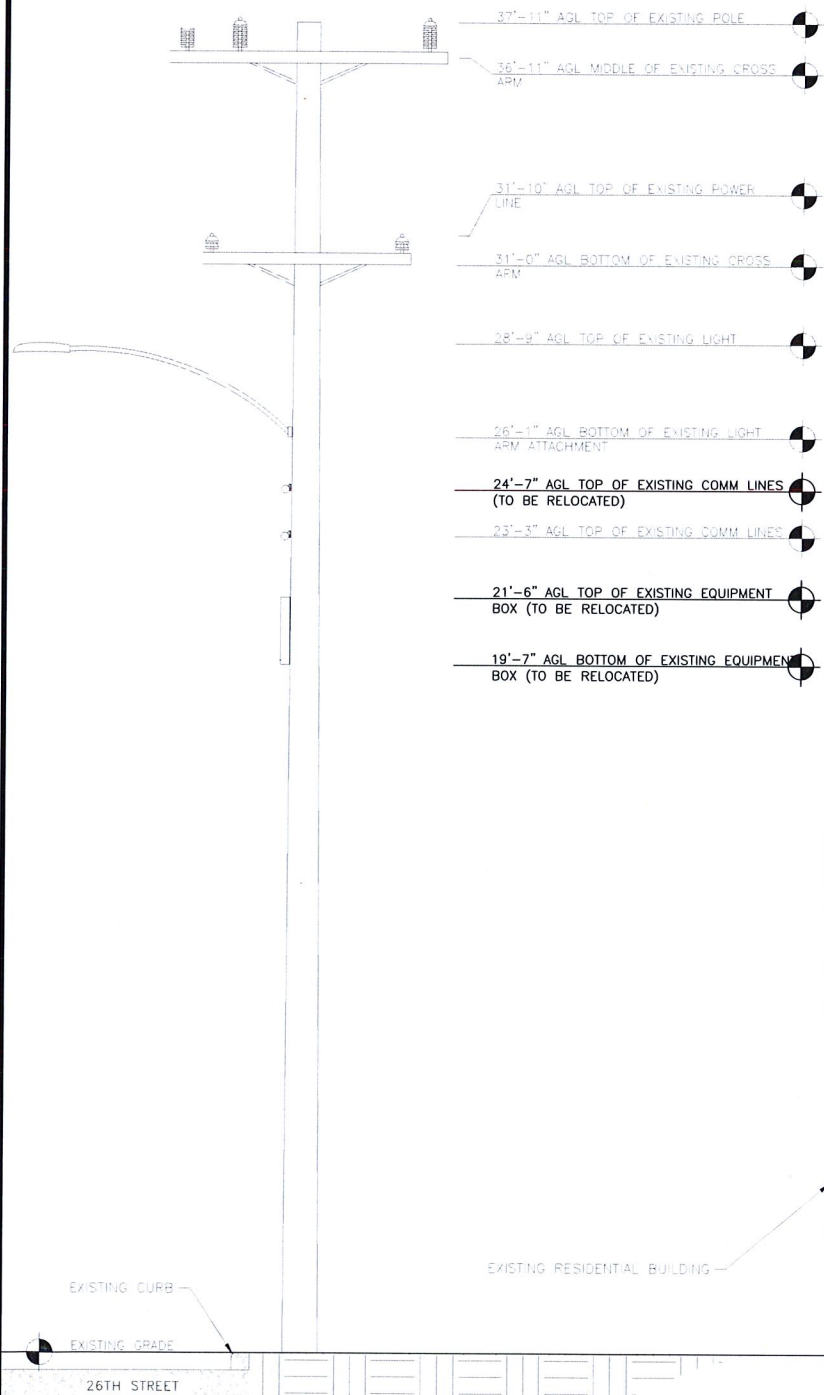 37'-11" AGL TOP OF EXISTING POLE
36'-11" AGL MIDDLE OF EXISTING CROSS
ARM
31'-10" AGL TOP OF EXISTING POWER
LINE
31'-0" AGL BOTTOM OF EXISTING CROSS
ARM
28'-9" AGL TOP OF EXISTING LIGHT
26'-1" AGL BOTTOM OF EXISTING LIGHT
ARM ATTACHMENT
24'-7" AGL TOP OF EXISTING COMM LINES
(TO BE RELOCATED)
23'-3" AGL TOP OF EXISTING COMM LINES
21'-6" AGL TOP OF EXISTING EQUIPMENT
BOX (TO BE RELOCATED)
19'-7" AGL BOTTOM OF EXISTING EQUIPMENT
BOX (TO BE RELOCATED)
EXISTING RESIDENTIAL BUILDING
EXISTING CURB
EXISTING GRADE
26TH STREET